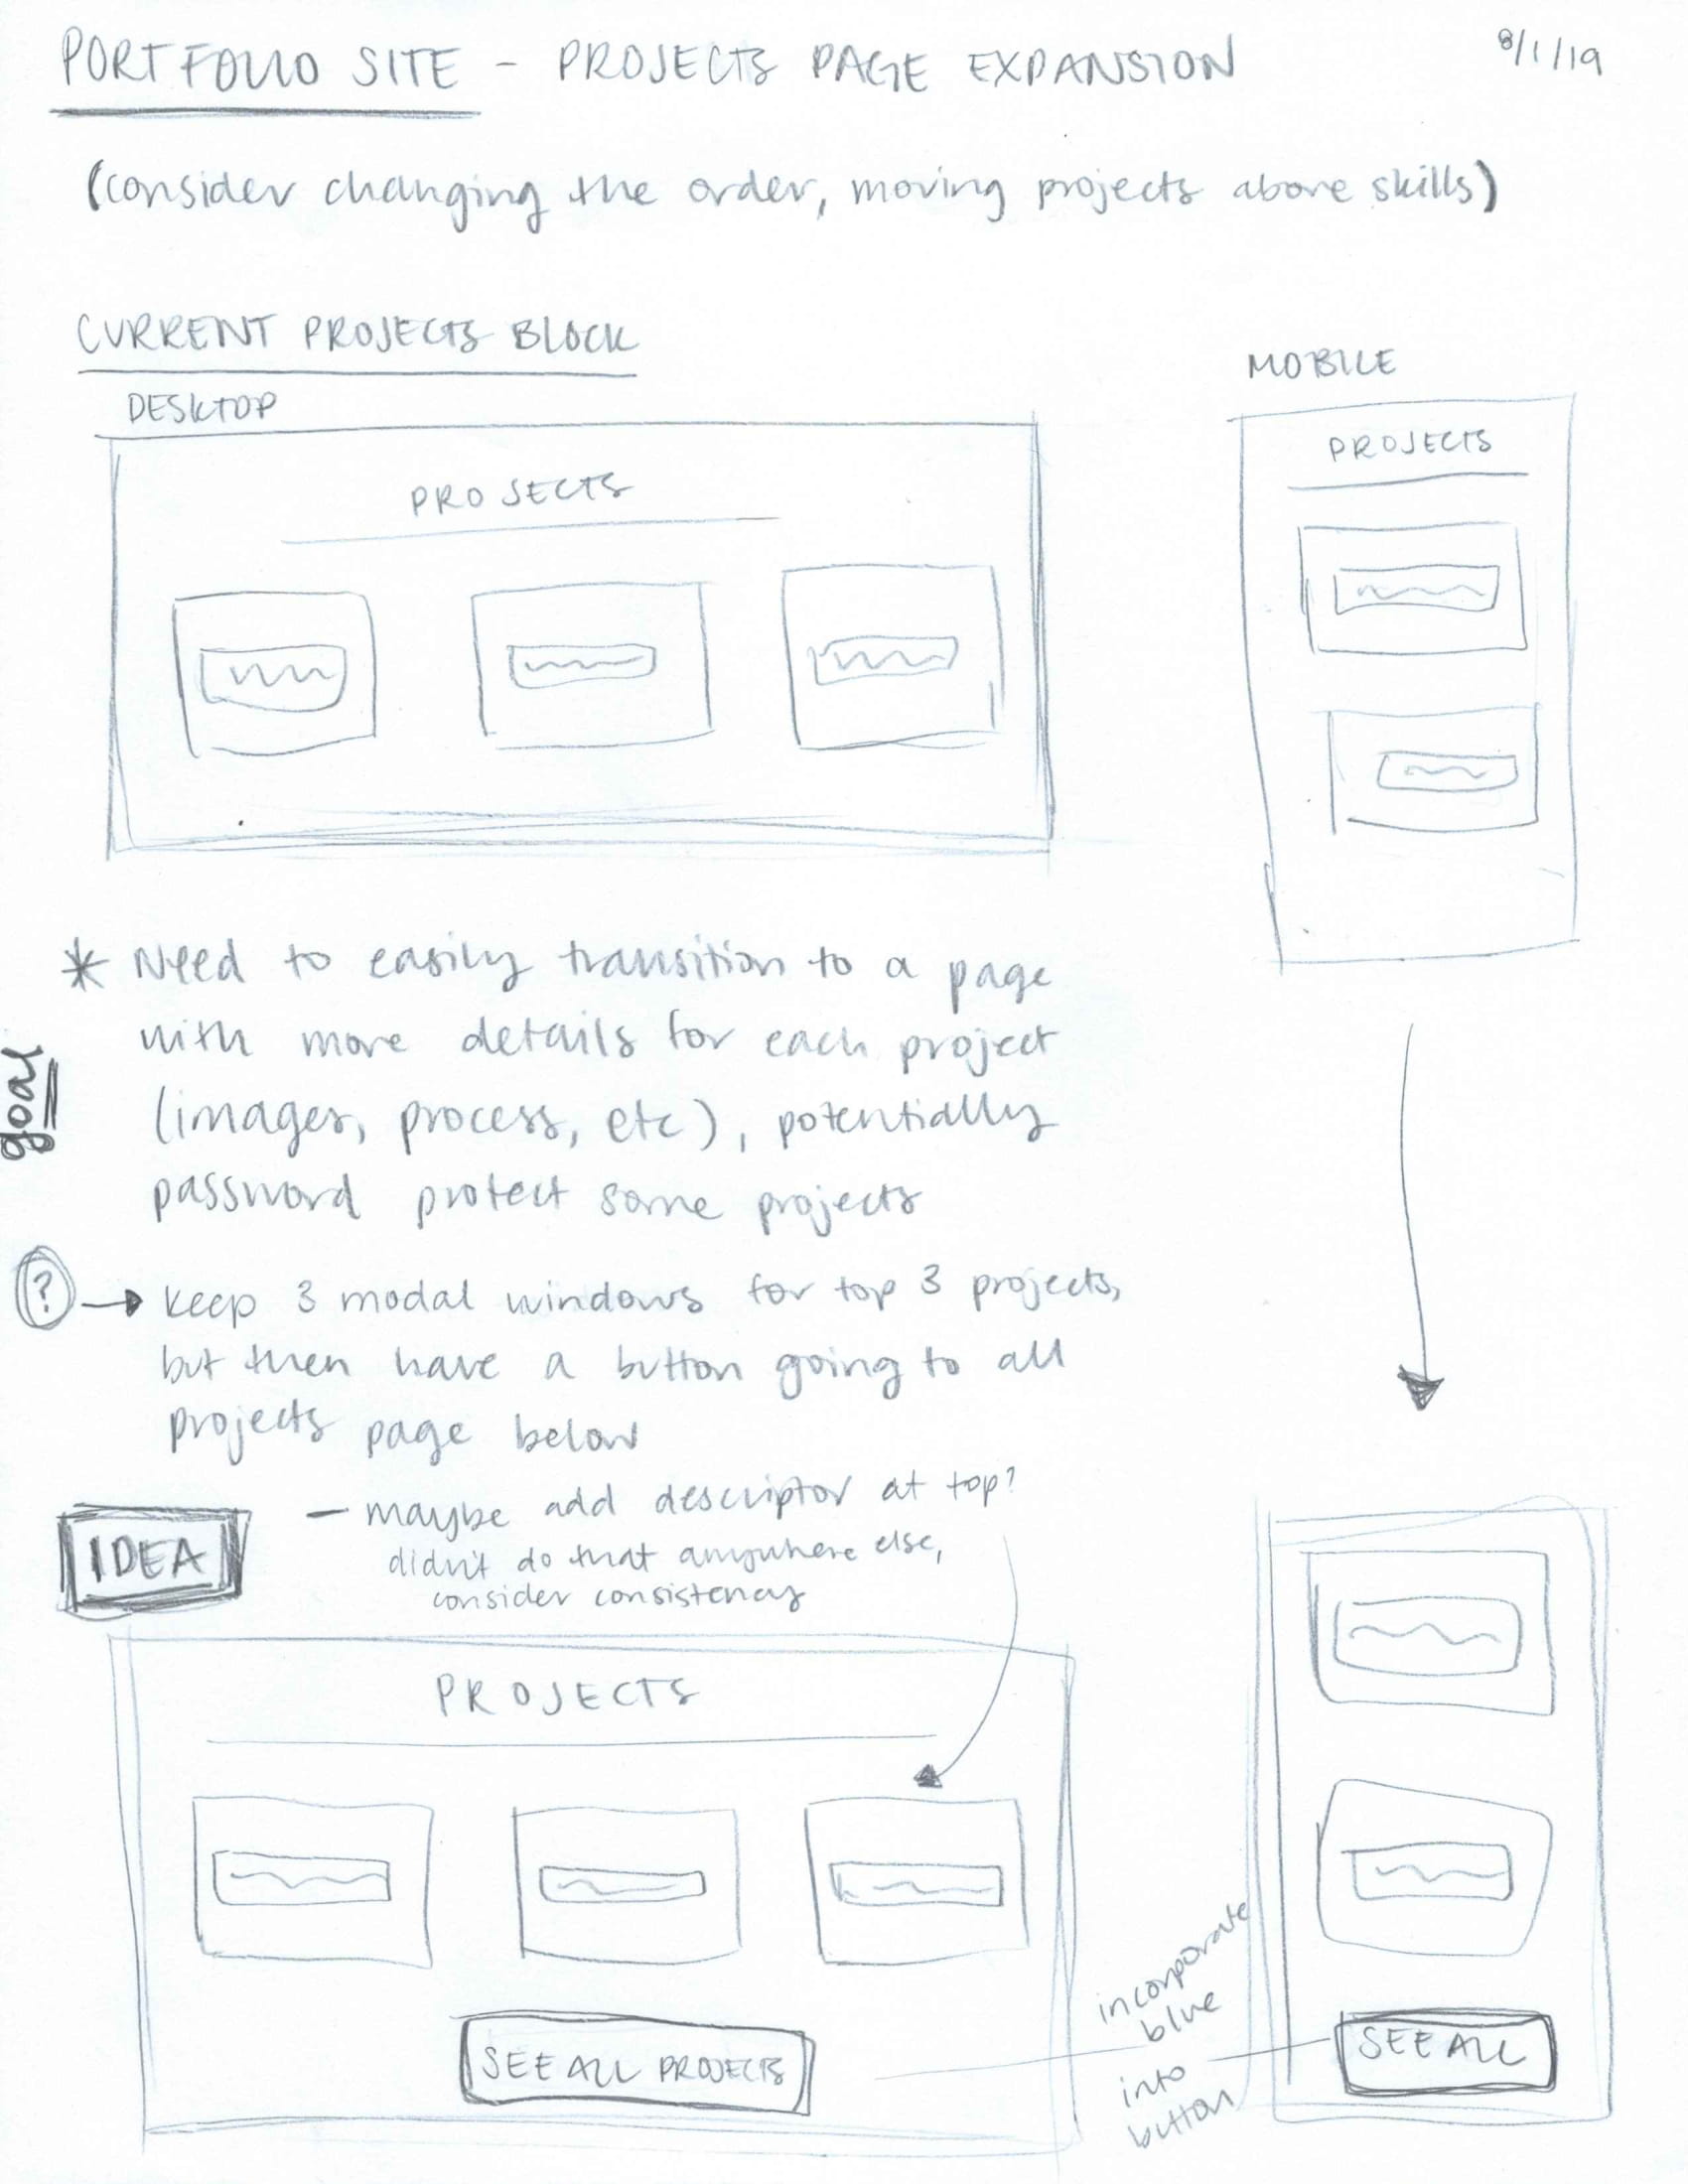 PORTFOLIO SITE - PROJECTS PAGE EXPANSION
8/1/19
(consider changing the order, moving projects above skills)
CURRENT PROJECTS BLOCK
DESKTOP
PROJECTS
MOBILE
PROJECTS
goal
* Need to easily transition to a page
with more details for each project
(images, process, etc), potentially
password protect some projects
? → keep 3 modal windows for top 3 projects,
but then have a button going to all
projects page below
IDEA
— maybe add descriptor at top?
didn't do that anywhere else,
consider consistency
PROJECTS
SEE ALL PROJECTS
incorporate
blue
into
button
SEE ALL